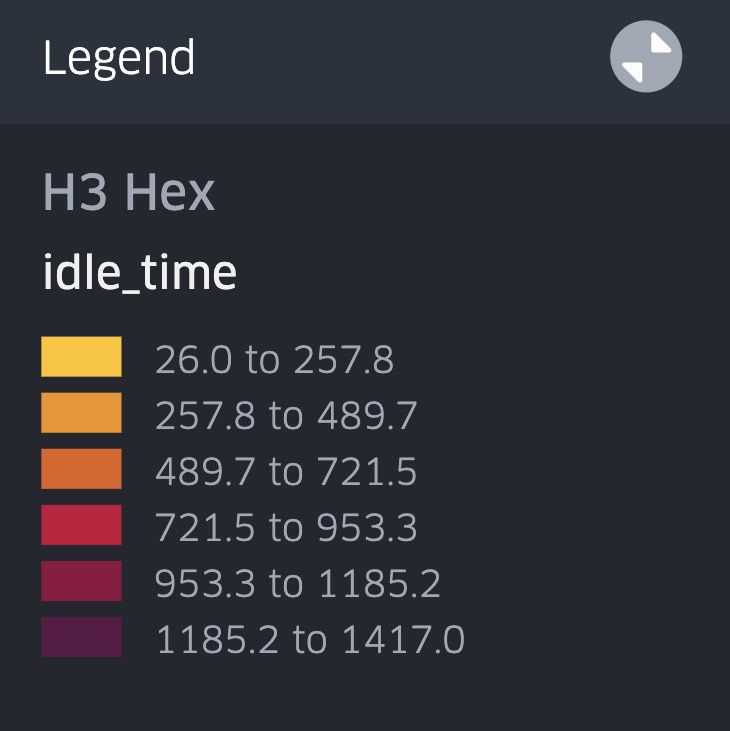 Legend
H3 Hex
idle_time
26.0 to 257.8
257.8 to 489.7
489.7 to 721.5
721.5 to 953.3
953.3 to 1185.2
1185.2 to 1417.0